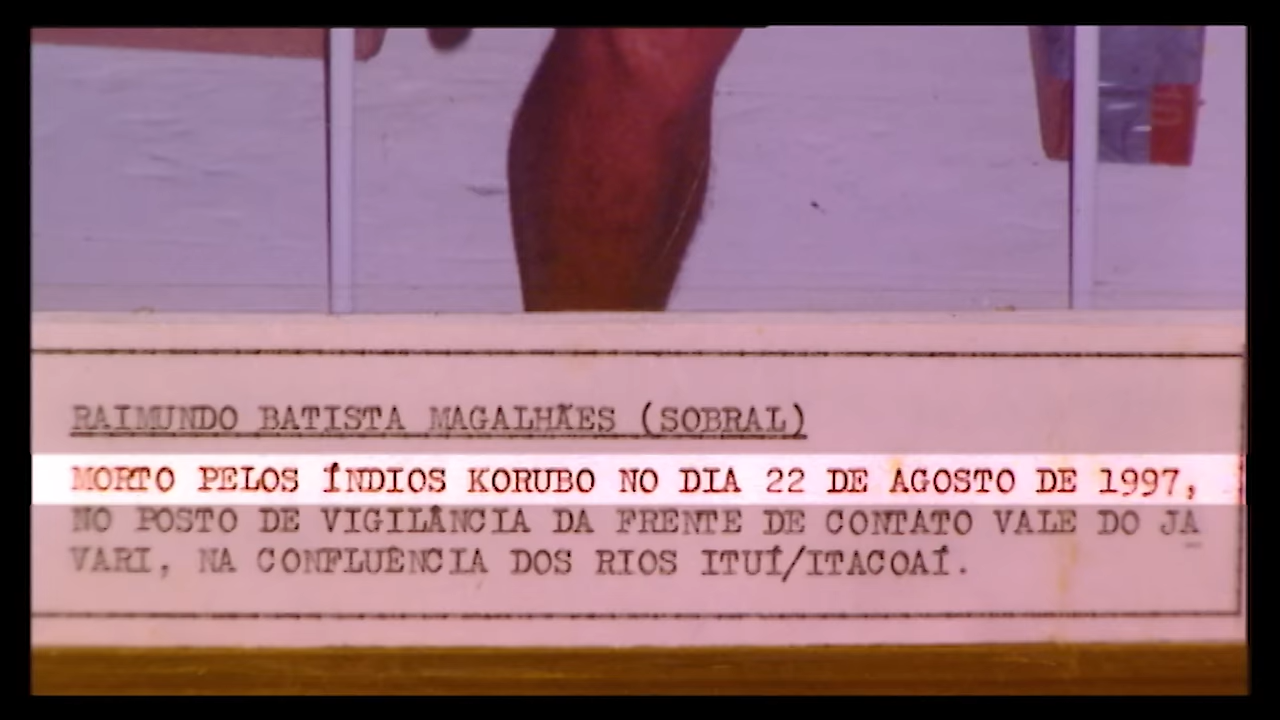 RAIMUNDO BATISTA MAGALHÃES (SOBRAL)
MORTO PELOS ÍNDIOS KORUBO NO DIA 22 DE AGOSTO DE 1997,
NO POSTO DE VIGILÂNCIA DA FRENTE DE CONTATO VALE DO JA
VARI, NA CONFLUÊNCIA DOS RIOS ITUÍ/ITACOAÍ.